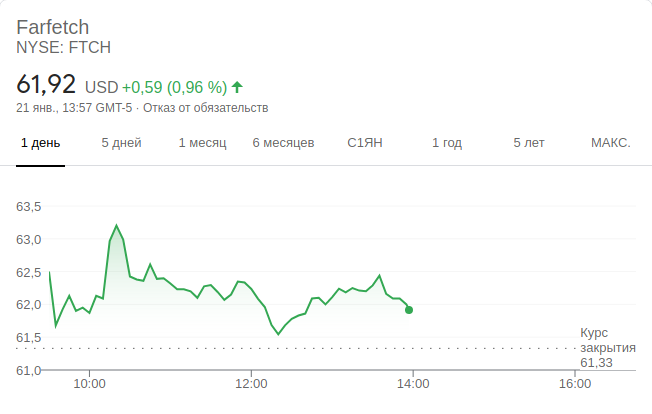 Farfetch
NYSE: FTCH
61,92 USD +0,59 (0,96 %)
21 янв., 13:57 GMT-5 · Отказ от обязательств
1 день 5 дней 1 месяц 6 месяцев С1ЯН 1 год 5 лет МАКС.
63,5
63,0
62,5
62,0
61,5
61,0
Курс
закрытия
61,33
10:00 12:00 14:00 16:00